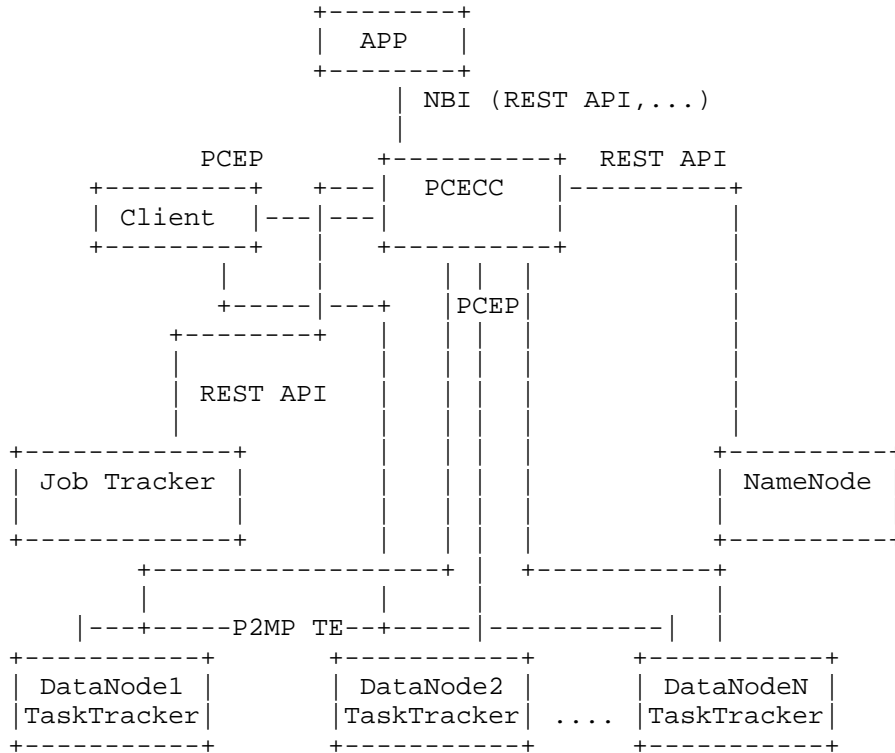 APP
NBI (REST API,...)
PCEP REST API
PCECC
Client
PCEP
REST API
Job Tracker NameNode
P2MP TE
DataNode1 DataNode2 DataNodeN
TaskTracker TaskTracker .... TaskTracker